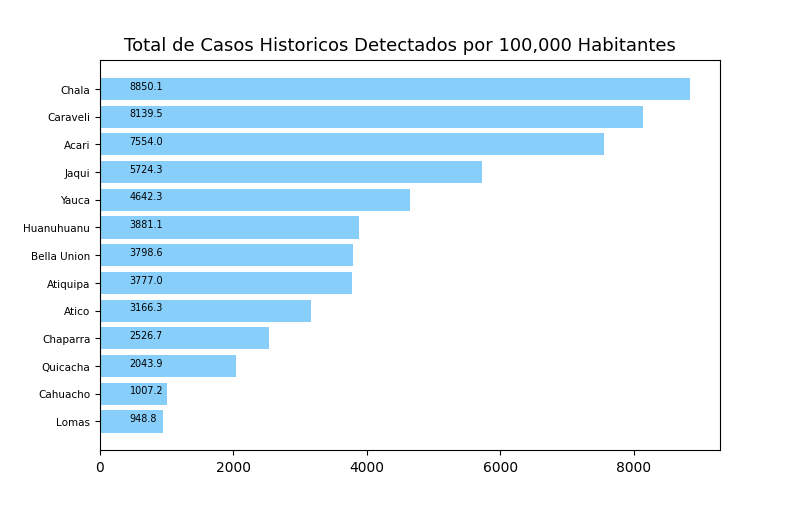 Total de Casos Historicos Detectados por 100,000 Habitantes
Chala 8850.1
Caraveli 8139.5
Acari 7554.0
Jaqui 5724.3
Yauca 4642.3
Huanuhuanu 3881.1
Bella Union 3798.6
Atiquipa 3777.0
Atico 3166.3
Chaparra 2526.7
Quicacha 2043.9
Cahuacho 1007.2
Lomas 948.8
0 2000 4000 6000 8000